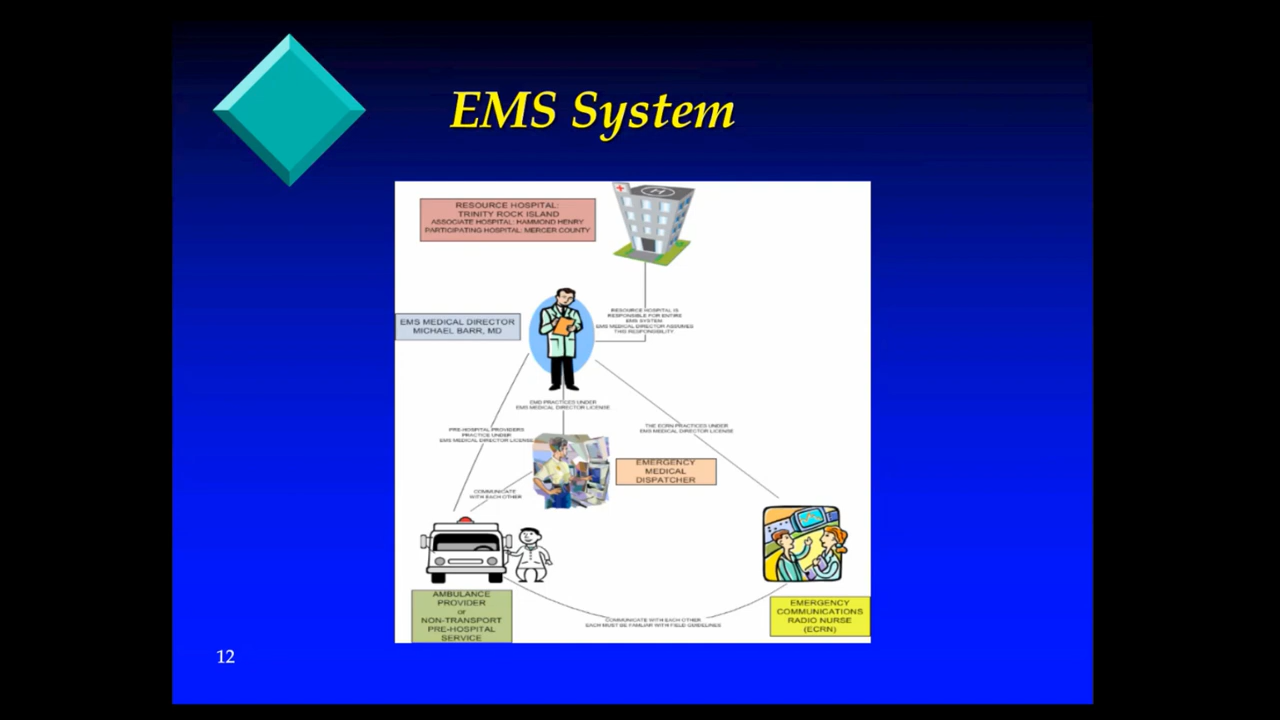 EMS System
RESOURCE HOSPITAL:
TRINITY ROCK ISLAND
ASSOCIATE HOSPITAL: HAMMOND HENRY
PARTICIPATING HOSPITAL: MERCER COUNTY
H
EMS MEDICAL DIRECTOR
MICHAEL BARR, MD
RESOURCE HOSPITAL IS
RESPONSIBLE FOR ENTIRE
EMS SYSTEM
EMS MEDICAL DIRECTOR ASSUMES
THIS RESPONSIBILITY.
EMD PRACTICES UNDER
EMS MEDICAL DIRECTOR LICENSE
PRE-HOSPITAL PROVIDERS
PRACTICE UNDER
EMS MEDICAL DIRECTOR LICENSE
THE ECRN PRACTICES UNDER
EMS MEDICAL DIRECTOR LICENSE
EMERGENCY
MEDICAL
DISPATCHER
COMMUNICATE
WITH EACH OTHER
AMBULANCE
PROVIDER
or
NON-TRANSPORT
PRE-HOSPITAL
SERVICE
COMMUNICATE WITH EACH OTHER
EACH MUST BE FAMILIAR WITH FIELD GUIDELINES
EMERGENCY
COMMUNICATIONS
RADIO NURSE
(ECRN)
12